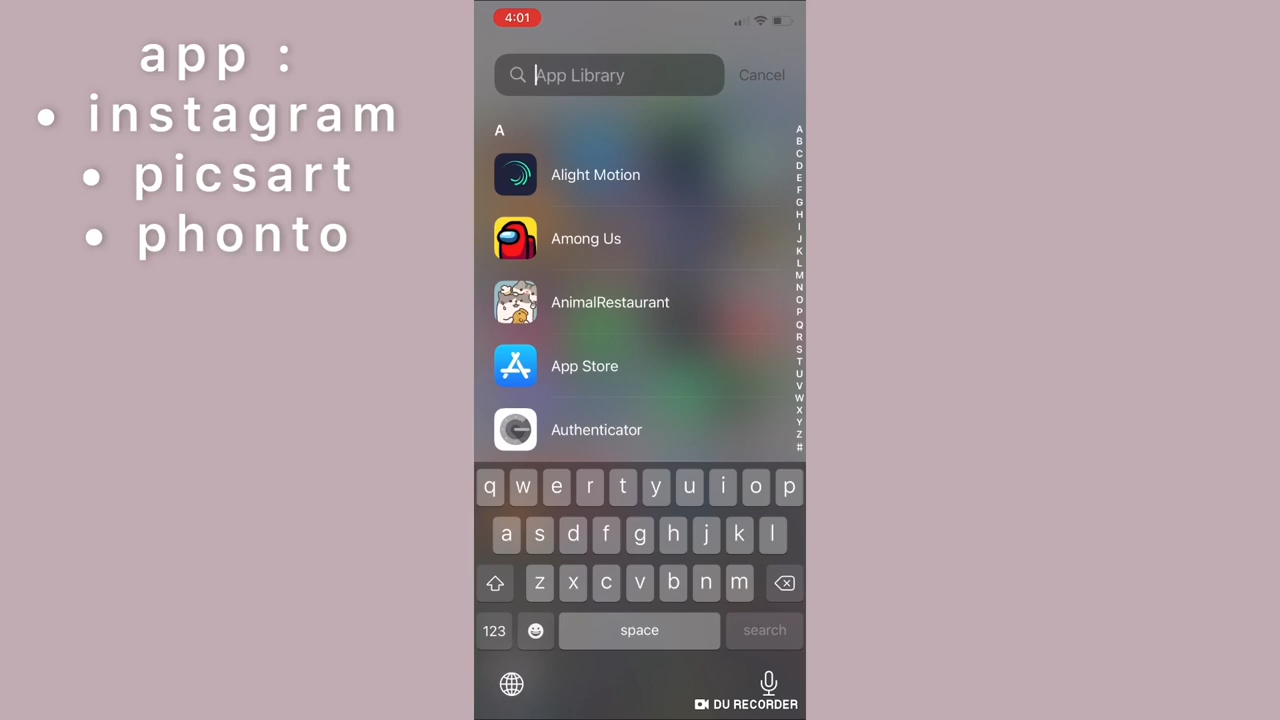 app :
• instagram
• picsart
• phonto
4:01
App Library
Cancel
A
Alight Motion
Among Us
AnimalRestaurant
App Store
Authenticator
A
B
C
D
E
F
G
H
I
J
K
L
M
N
O
P
Q
R
S
T
U
V
W
X
Y
Z
#
q w e r t y u i o p
a s d f g h j k l
z x c v b n m
123
space
search
DU RECORDER